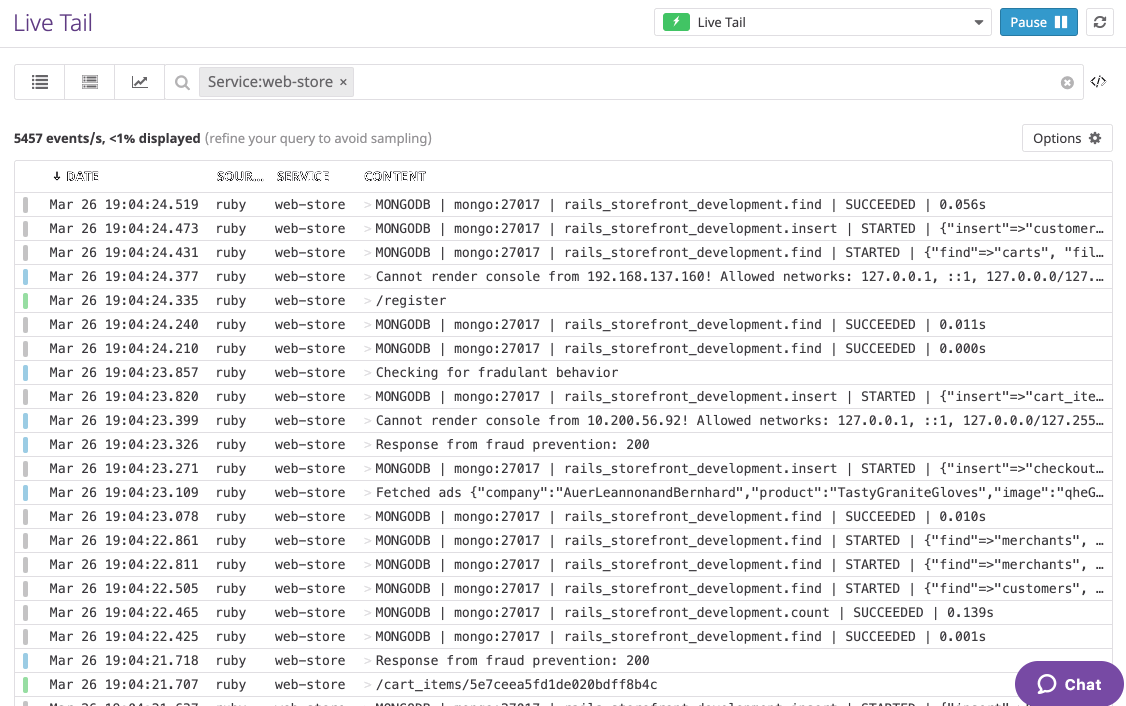 Live Tail
Live Tail
Pause
Service:web-store ×
5457 events/s, <1% displayed (refine your query to avoid sampling)
Options
↓ DATE SOUR... SERVICE CONTENT
Mar 26 19:04:24.519 ruby web-store > MONGODB | mongo:27017 | rails_storefront_development.find | SUCCEEDED | 0.056s
Mar 26 19:04:24.473 ruby web-store > MONGODB | mongo:27017 | rails_storefront_development.insert | STARTED | {"insert"=>"customer…
Mar 26 19:04:24.431 ruby web-store > MONGODB | mongo:27017 | rails_storefront_development.find | STARTED | {"find"=>"carts", "fil…
Mar 26 19:04:24.377 ruby web-store > Cannot render console from 192.168.137.160! Allowed networks: 127.0.0.1, ::1, 127.0.0.0/127.…
Mar 26 19:04:24.335 ruby web-store > /register
Mar 26 19:04:24.240 ruby web-store > MONGODB | mongo:27017 | rails_storefront_development.find | SUCCEEDED | 0.011s
Mar 26 19:04:24.210 ruby web-store > MONGODB | mongo:27017 | rails_storefront_development.find | SUCCEEDED | 0.000s
Mar 26 19:04:23.857 ruby web-store > Checking for fradulant behavior
Mar 26 19:04:23.820 ruby web-store > MONGODB | mongo:27017 | rails_storefront_development.insert | STARTED | {"insert"=>"cart_ite…
Mar 26 19:04:23.399 ruby web-store > Cannot render console from 10.200.56.92! Allowed networks: 127.0.0.1, ::1, 127.0.0.0/127.255…
Mar 26 19:04:23.326 ruby web-store > Response from fraud prevention: 200
Mar 26 19:04:23.271 ruby web-store > MONGODB | mongo:27017 | rails_storefront_development.insert | STARTED | {"insert"=>"checkout…
Mar 26 19:04:23.109 ruby web-store > Fetched ads {"company":"AuerLeannonandBernhard","product":"TastyGraniteGloves","image":"qheG…
Mar 26 19:04:23.078 ruby web-store > MONGODB | mongo:27017 | rails_storefront_development.find | SUCCEEDED | 0.010s
Mar 26 19:04:22.861 ruby web-store > MONGODB | mongo:27017 | rails_storefront_development.find | STARTED | {"find"=>"merchants", …
Mar 26 19:04:22.811 ruby web-store > MONGODB | mongo:27017 | rails_storefront_development.find | STARTED | {"find"=>"merchants", …
Mar 26 19:04:22.505 ruby web-store > MONGODB | mongo:27017 | rails_storefront_development.find | STARTED | {"find"=>"customers", …
Mar 26 19:04:22.465 ruby web-store > MONGODB | mongo:27017 | rails_storefront_development.count | SUCCEEDED | 0.139s
Mar 26 19:04:22.425 ruby web-store > MONGODB | mongo:27017 | rails_storefront_development.find | SUCCEEDED | 0.001s
Mar 26 19:04:21.718 ruby web-store > Response from fraud prevention: 200
Mar 26 19:04:21.707 ruby web-store > /cart_items/5e7ceea5fd1de020bdff8b4c
Chat